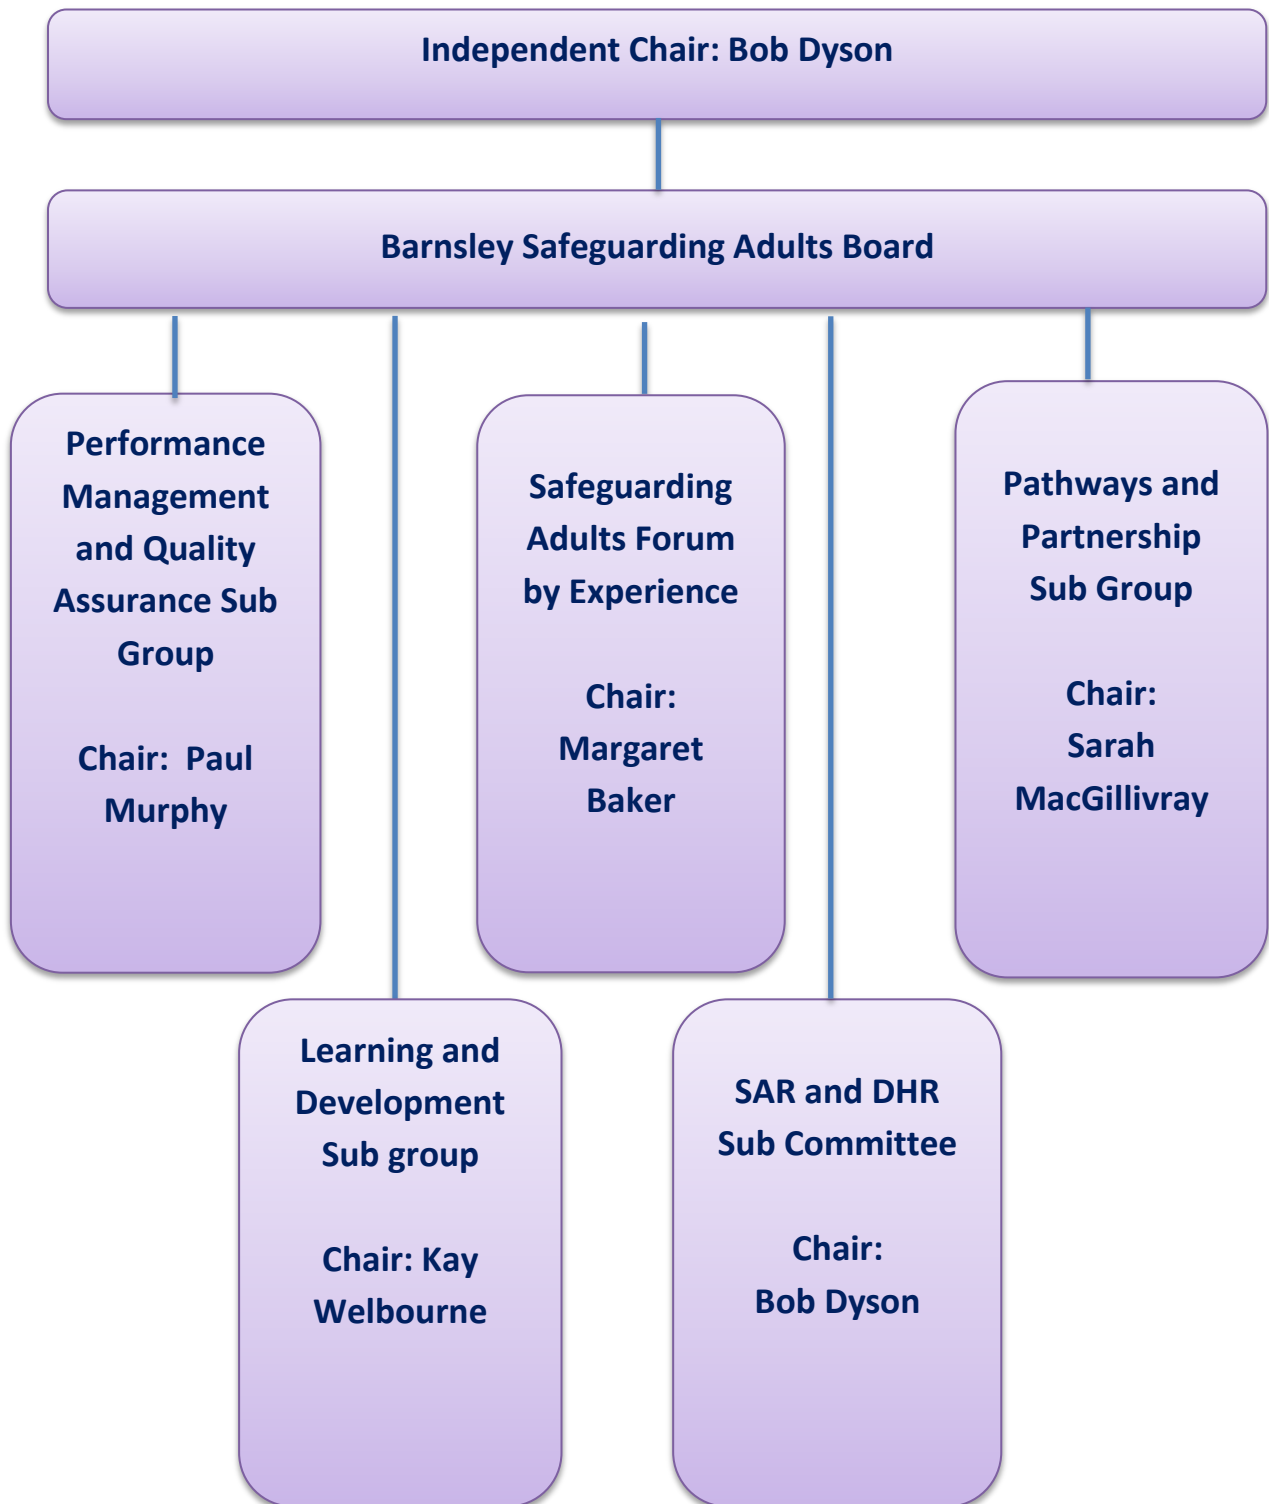 Independent Chair: Bob Dyson
Barnsley Safeguarding Adults Board
Performance
Management
and Quality
Assurance Sub
Group
Chair:  Paul
Murphy
Safeguarding
Adults Forum
by Experience
Chair:
Margaret
Baker
Pathways and
Partnership
Sub Group
Chair:
Sarah
MacGillivray
Learning and
Development
Sub group
Chair: Kay
Welbourne
SAR and DHR
Sub Committee
Chair:
Bob Dyson